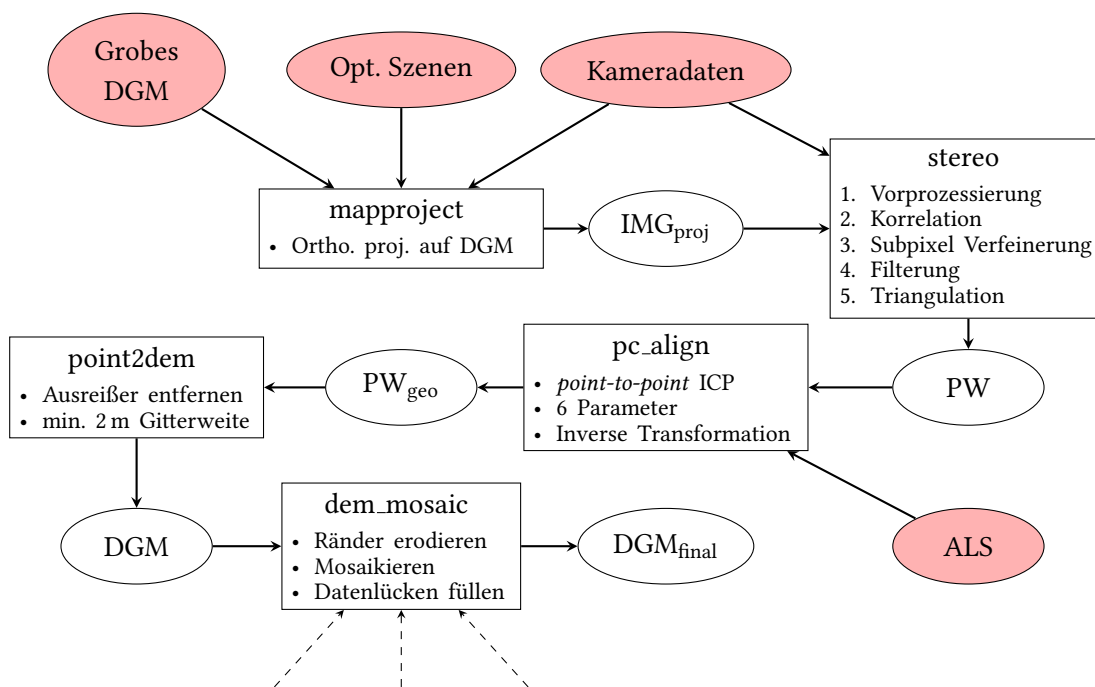 Grobes
DGM
Opt. Szenen
Kameradaten
mapproject
• Ortho. proj. auf DGM
IMGproj
stereo
1. Vorprozessierung
2. Korrelation
3. Subpixel Verfeinerung
4. Filterung
5. Triangulation
point2dem
• Ausreißer entfernen
• min. 2 m Gitterweite
PWgeo
pc_align
• point-to-point ICP
• 6 Parameter
• Inverse Transformation
PW
DGM
dem_mosaic
• Ränder erodieren
• Mosaikieren
• Datenlücken füllen
DGMfinal
ALS